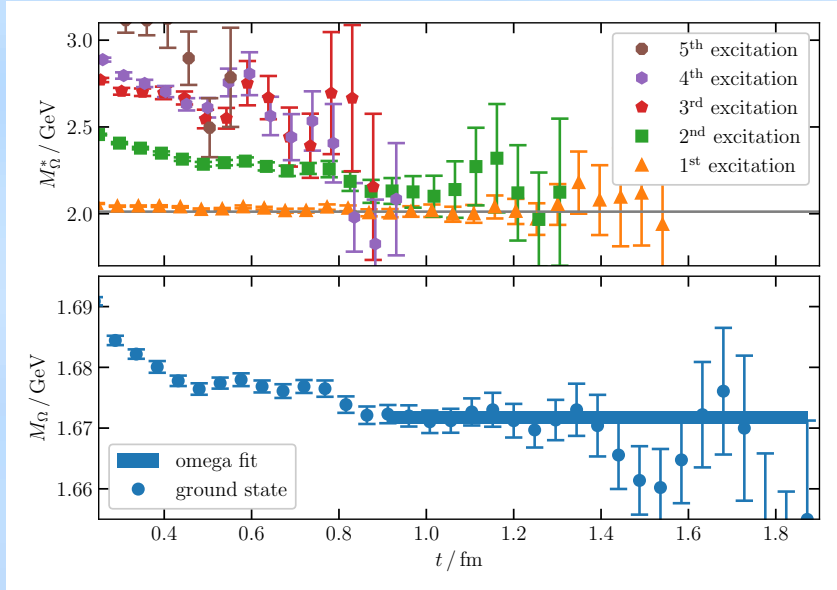 3.0
2.5
2.0
M*Ω / GeV
5th excitation
4th excitation
3rd excitation
2nd excitation
1st excitation
1.69
1.68
1.67
1.66
MΩ / GeV
omega fit
ground state
0.4 0.6 0.8 1.0 1.2 1.4 1.6 1.8
t / fm